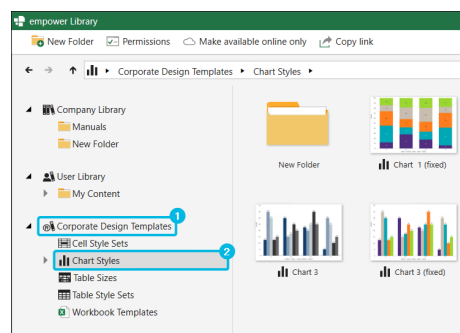 empower Library
New Folder Permissions Make available online only Copy link
Corporate Design Templates Chart Styles
Company Library
Manuals
New Folder
User Library
My Content
1
Corporate Design Templates
Cell Style Sets
2
Chart Styles
Table Sizes
Table Style Sets
Workbook Templates
New Folder
Chart 1 (fixed)
Chart 3
Chart 3 (fixed)